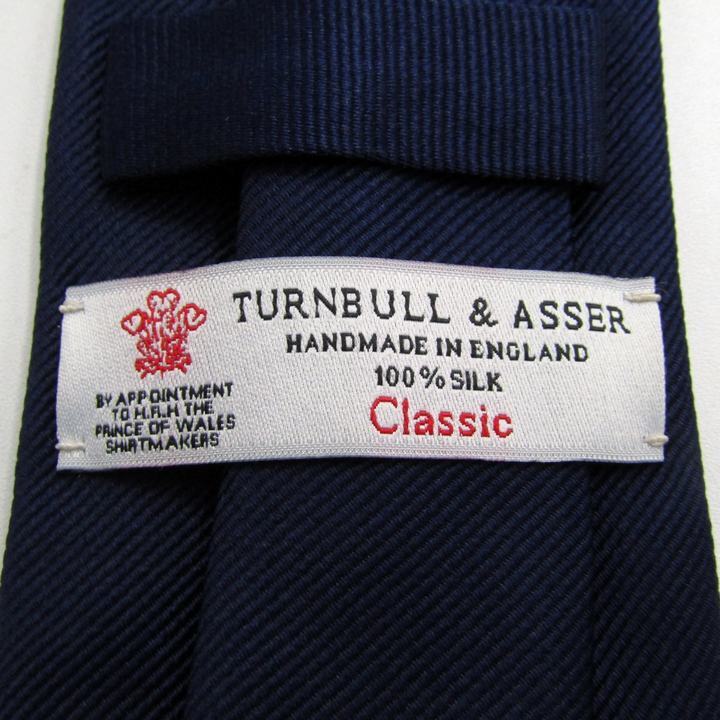 TURNBULL & ASSER
HANDMADE IN ENGLAND
100% SILK
Classic
BY APPOINTMENT
TO H.R.H THE
PRINCE OF WALES
SHIRTMAKERS